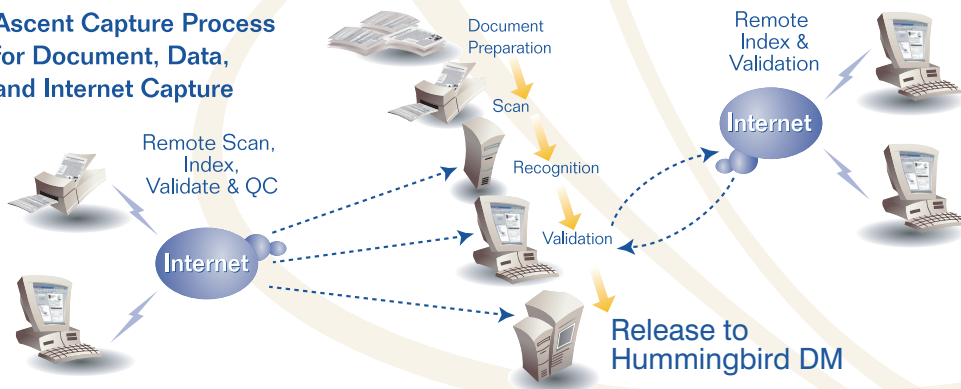 Ascent Capture Process
for Document, Data,
and Internet Capture
Document
Preparation
Scan
Recognition
Validation
Release to
Hummingbird DM
Remote Scan,
Index,
Validate & QC
Internet
Remote
Index &
Validation
Internet